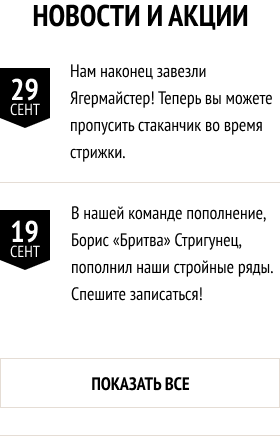 НОВОСТИ И АКЦИИ
29
СЕНТ
Нам наконец завезли
Ягермайстер! Теперь вы можете
пропустить стаканчик во время
стрижки.
19
СЕНТ
В нашей команде пополнение,
Борис «Бритва» Стригунец,
пополнил наши стройные ряды.
Спешите записаться!
ПОКАЗАТЬ ВСЕ